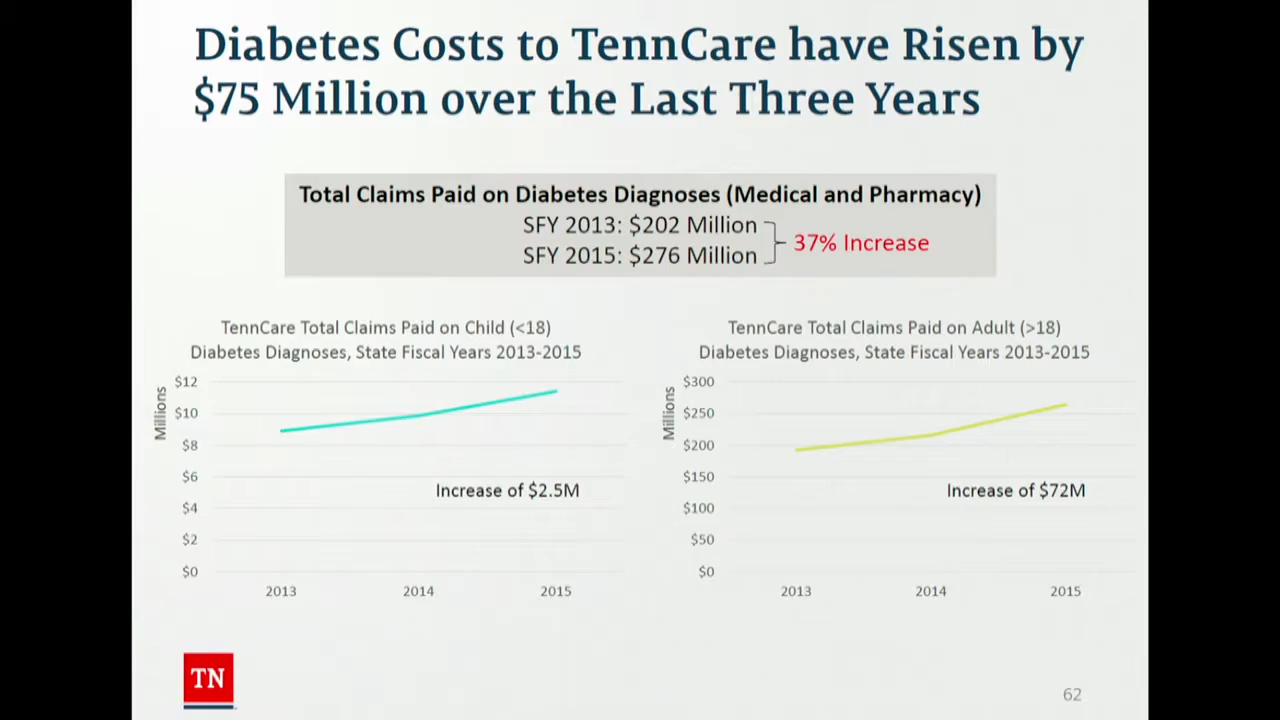 Diabetes Costs to TennCare have Risen by
$75 Million over the Last Three Years
Total Claims Paid on Diabetes Diagnoses (Medical and Pharmacy)
SFY 2013: $202 Million
SFY 2015: $276 Million
37% Increase
TennCare Total Claims Paid on Child (<18)
Diabetes Diagnoses, State Fiscal Years 2013-2015
Millions
$12
$10
$8
$6
$4
$2
$0
Increase of $2.5M
2013
2014
2015
TennCare Total Claims Paid on Adult (>18)
Diabetes Diagnoses, State Fiscal Years 2013-2015
Millions
$300
$250
$200
$150
$100
$50
$0
Increase of $72M
2013
2014
2015
TN
62